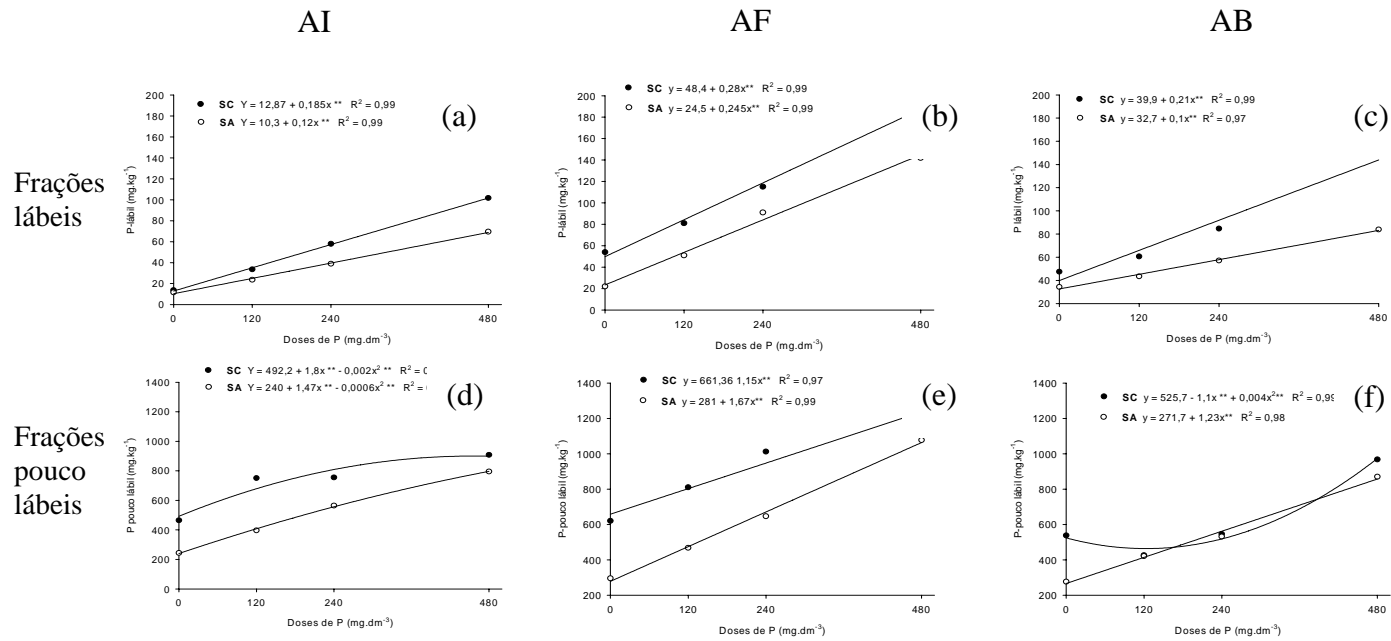 AI
AF
AB
Frações
lábeis
SC Y = 12,87 + 0,185x ** R² = 0,99
SA Y = 10,3 + 0,12x ** R² = 0,99
(a)
P-lábil (mg.kg⁻¹)
200
180
160
140
120
100
80
60
40
20
0
0 120 240 480
Doses de P (mg.dm⁻³)
SC y = 48,4 + 0,28x** R² = 0,99
SA y = 24,5 + 0,245x** R² = 0,99
(b)
P-lábil (mg.kg⁻¹)
200
180
160
140
120
100
80
60
40
20
0
0 120 240 480
Doses de P (mg.dm⁻³)
SC y = 39,9 + 0,21x** R² = 0,99
SA y = 32,7 + 0,1x** R² = 0,97
(c)
P lábil (mg.kg⁻¹)
200
180
160
140
120
100
80
60
40
20
0 120 240 480
Doses de P (mg.dm⁻³)
Frações
pouco
lábeis
SC Y = 492,2 + 1,8x ** - 0,002x² ** R² =
SA Y = 240 + 1,47x ** - 0,0006x² ** R² =
(d)
P pouco lábil (mg.kg⁻¹)
1400
1200
1000
800
600
400
200
0
0 120 240 480
Doses de P (mg.dm⁻³)
SC y = 661,36 1,15x** R² = 0,97
SA y = 281 + 1,67x** R² = 0,99
(e)
P-pouco lábil (mg.kg⁻¹)
1400
1200
1000
800
600
400
200
0 120 240 480
Doses de P (mg.dm⁻³)
SC y = 525,7 - 1,1x ** + 0,004x²** R² = 0,99
SA y = 271,7 + 1,23x** R² = 0,98
(f)
P-pouco lábil (mg.kg⁻¹)
1400
1200
1000
800
600
400
200
0 120 240 480
Doses de P (mg.dm⁻³)